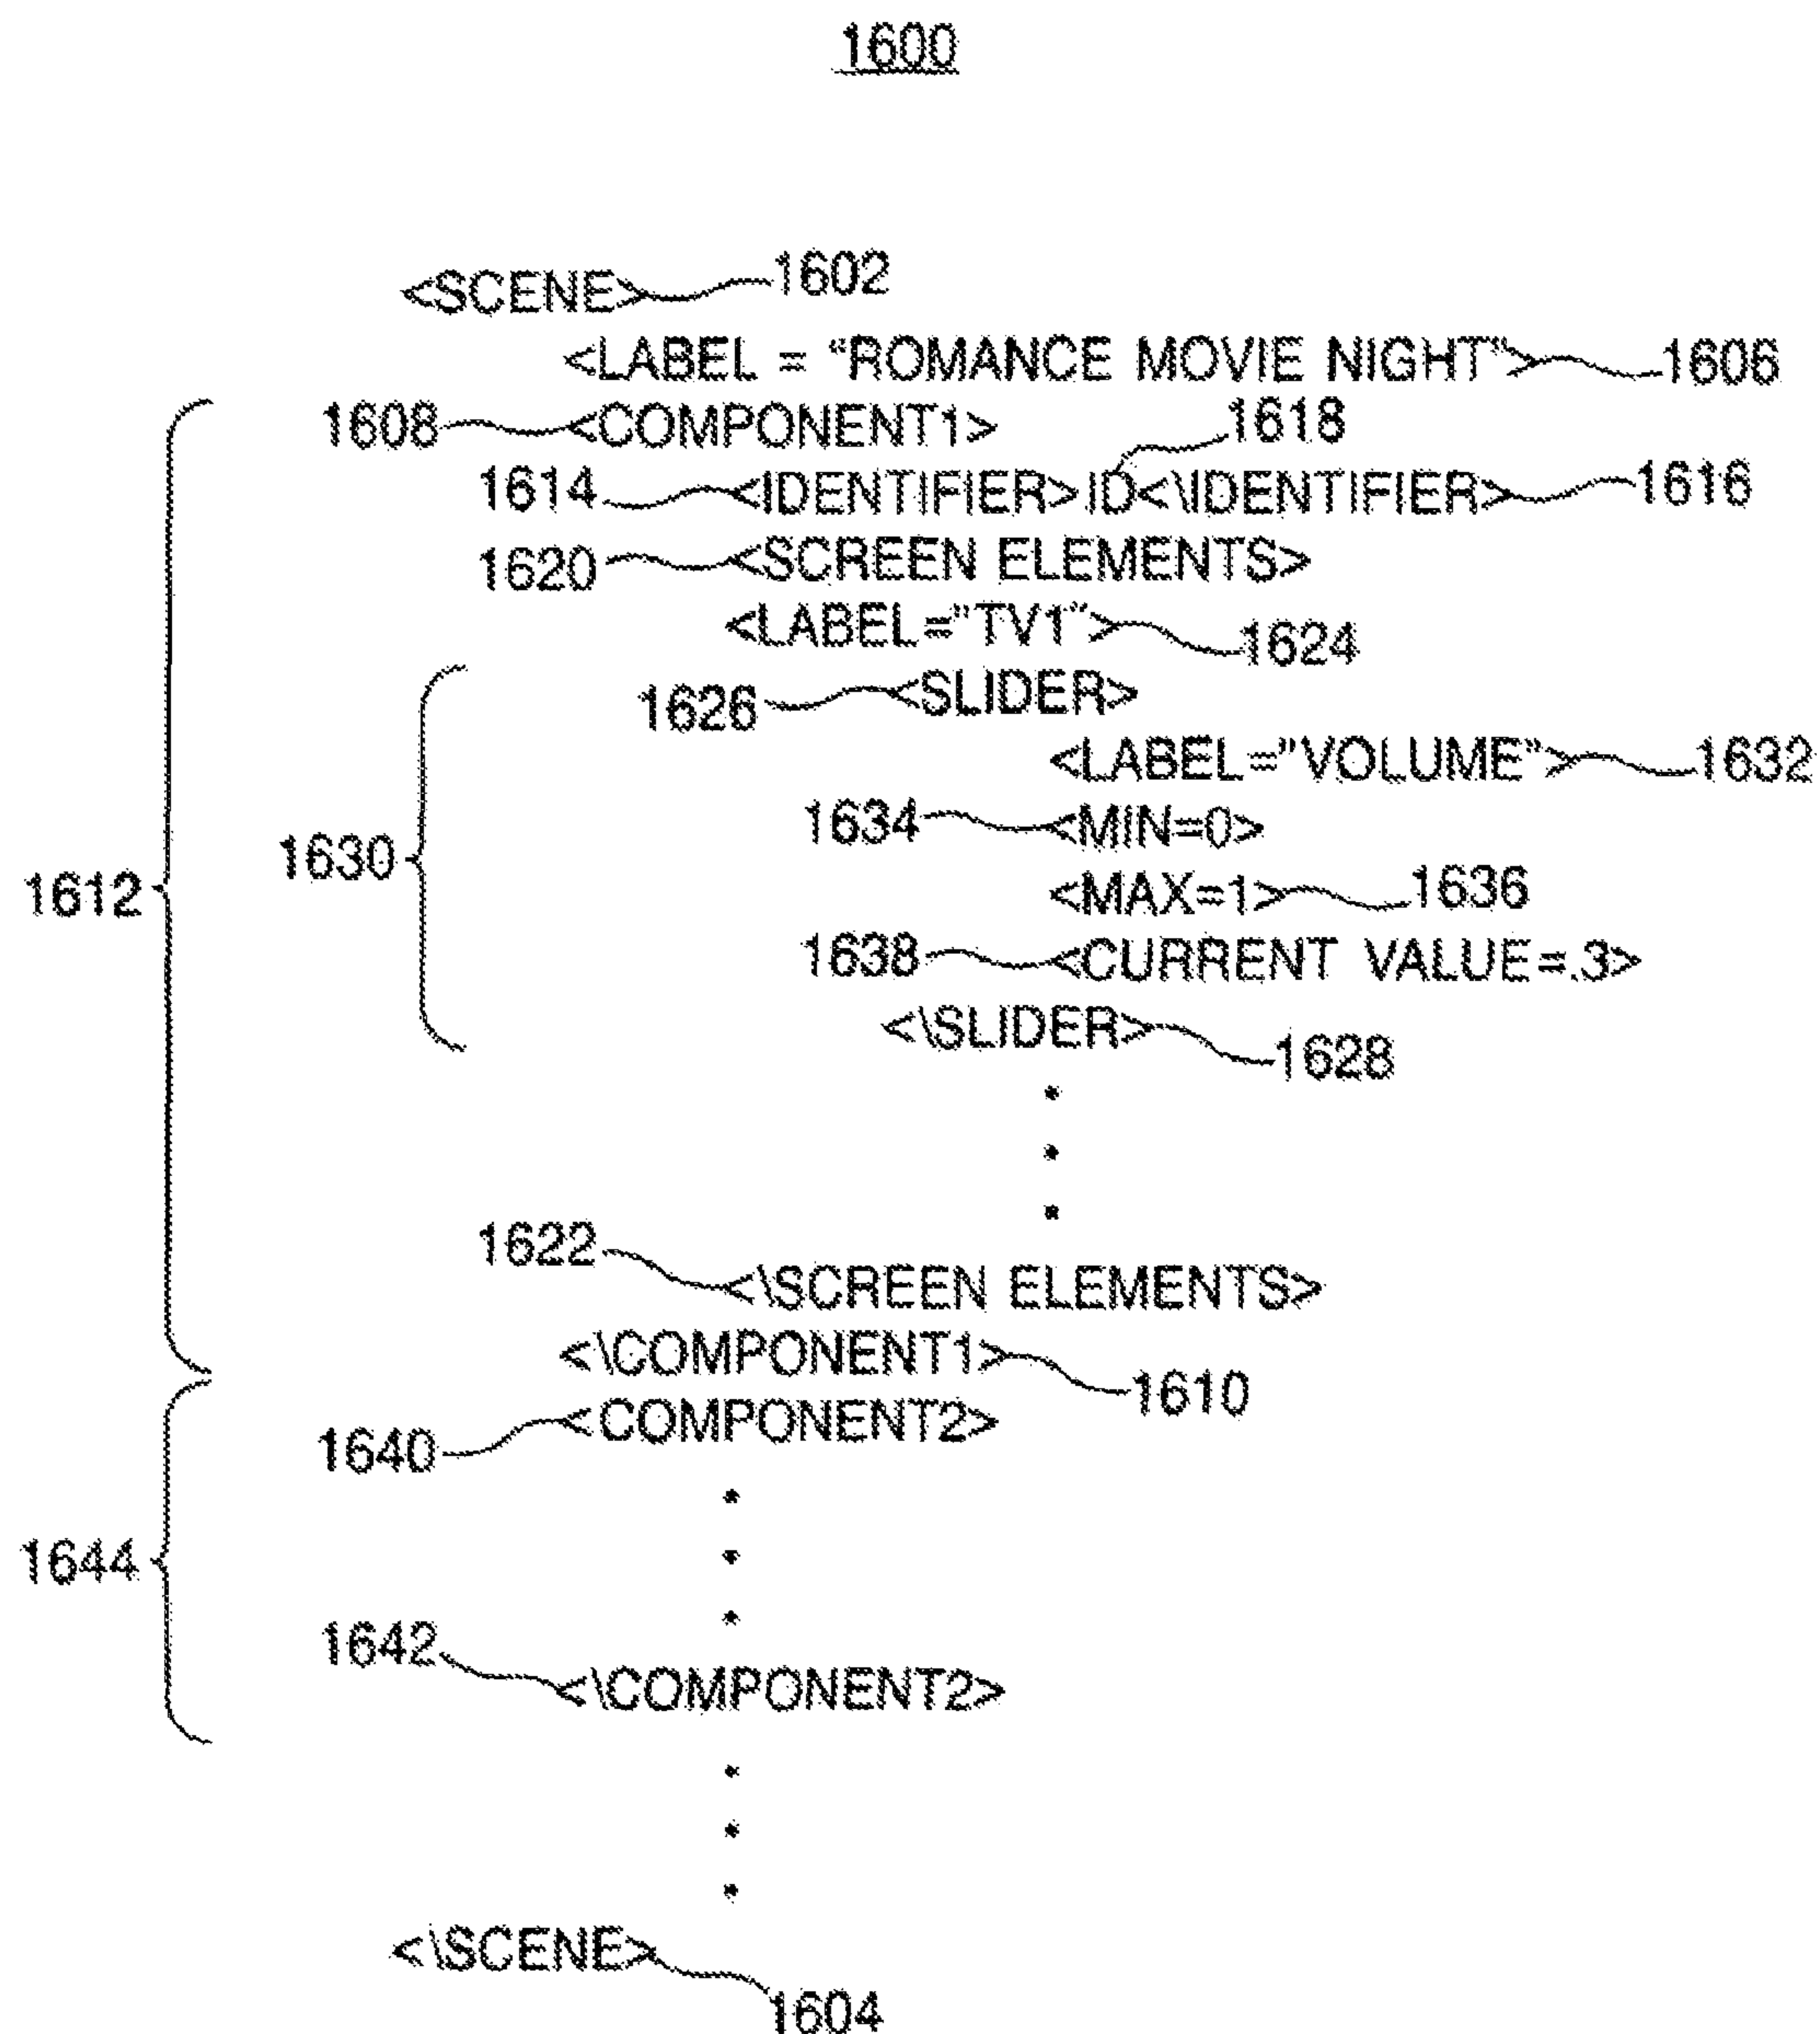 1600
<SCENE> 1602
<LABEL = “ROMANCE MOVIE NIGHT”> 1606
1608 <COMPONENT1> 1618
1614 <IDENTIFIER> ID<\IDENTIFIER> 1616
1620 <SCREEN ELEMENTS>
<LABEL=”TV1”> 1624
1626 <SLIDER>
<LABEL=”VOLUME”> 1632
1634 <MIN=0>
1630
1612 <MAX=1> 1636
1638 <CURRENT VALUE=.3>
<\SLIDER> 1628
1622 <\SCREEN ELEMENTS>
<\COMPONENT1> 1610
1640 <COMPONENT2>
1644
1642 <\COMPONENT2>
<\SCENE> 1604